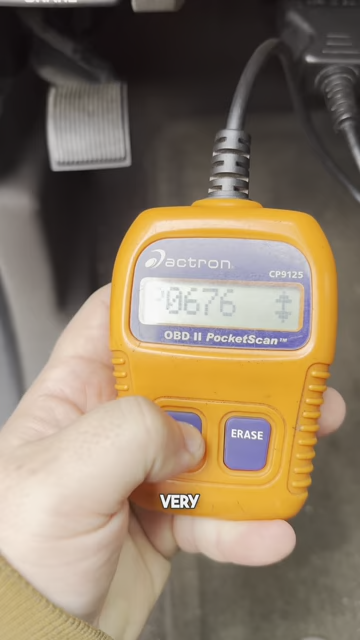 actron
CP9125
P0676
OBD II PocketScan™
ERASE
VERY